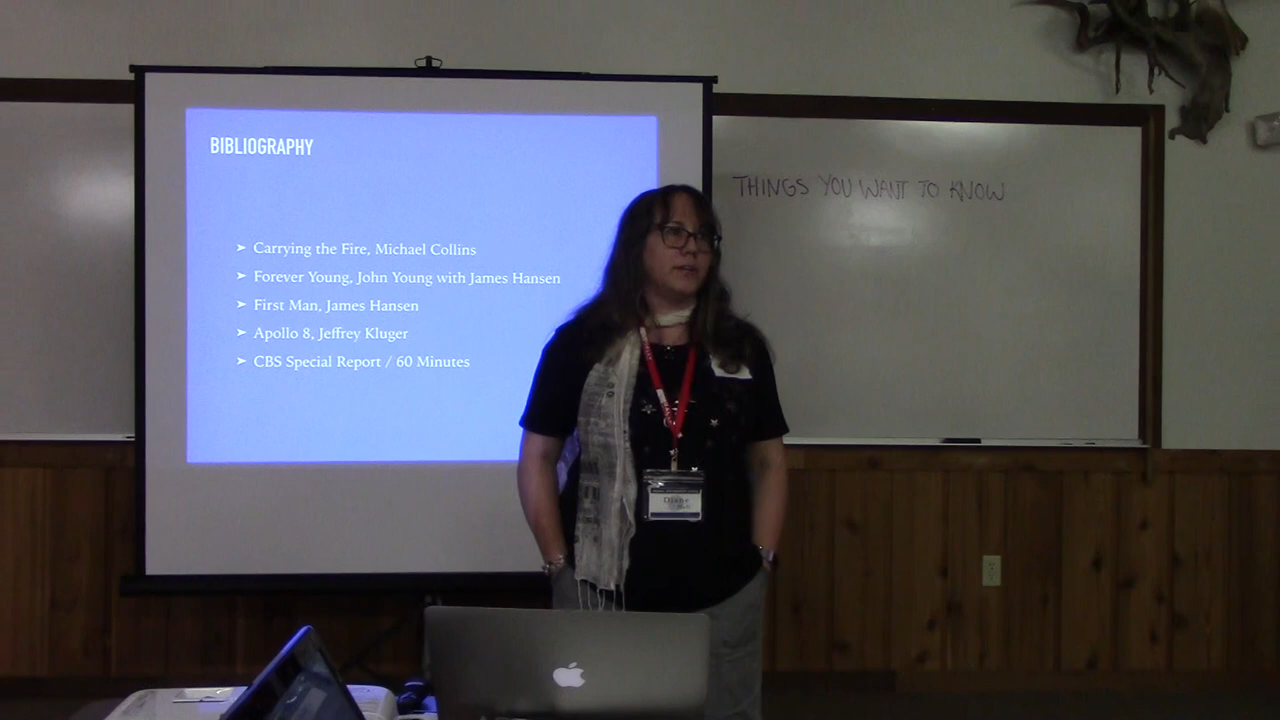 BIBLIOGRAPHY
➤ Carrying the Fire, Michael Collins
➤ Forever Young, John Young with James Hansen
➤ First Man, James Hansen
➤ Apollo 8, Jeffrey Kluger
➤ CBS Special Report / 60 Minutes
THINGS YOU WANT TO KNOW
Diane